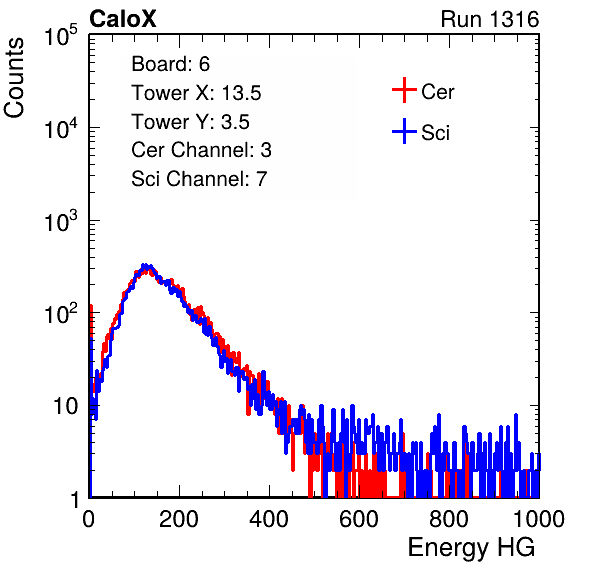 CaloX Run 1316
Counts
Board: 6
Tower X: 13.5
Tower Y: 3.5
Cer Channel: 3
Sci Channel: 7
Cer
Sci
10^5
10^4
10^3
10^2
10
1
0 200 400 600 800 1000
Energy HG